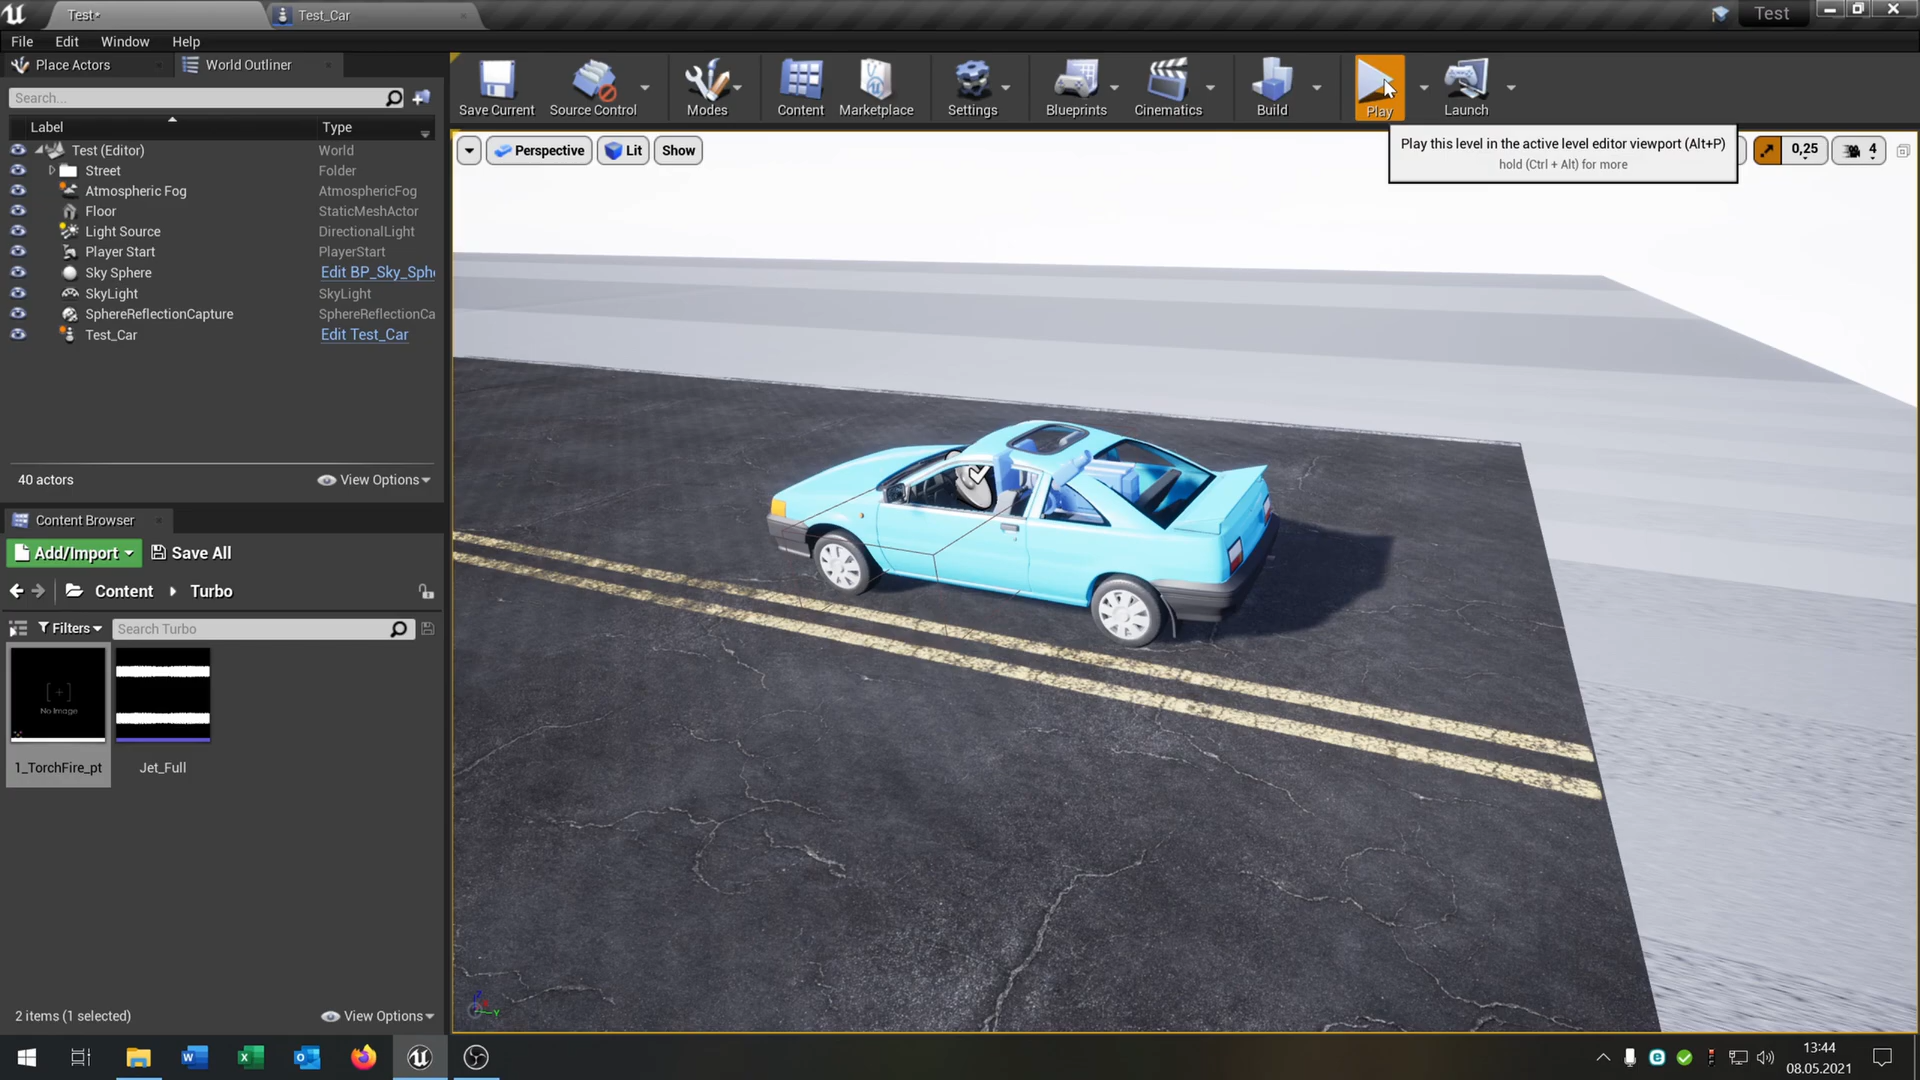 Test*
Test_Car
Test
File Edit Window Help
Place Actors
World Outliner
Search...
Label Type
Test (Editor) World
Street Folder
Atmospheric Fog AtmosphericFog
Floor StaticMeshActor
Light Source DirectionalLight
Player Start PlayerStart
Sky Sphere Edit BP_Sky_Sph
SkyLight SkyLight
SphereReflectionCapture SphereReflectionCa
Test_Car Edit Test_Car
40 actors View Options
Content Browser
Add/Import Save All
Content Turbo
Filters Search Turbo
[+]
No Image
1_TorchFire_pt Jet_Full
2 items (1 selected) View Options
Save Current Source Control Modes Content Marketplace Settings Blueprints Cinematics Build Play Launch
Perspective Lit Show
Play this level in the active level editor viewport (Alt+P)
hold (Ctrl + Alt) for more
0,25 4
Z
Y
13:44
08.05.2021